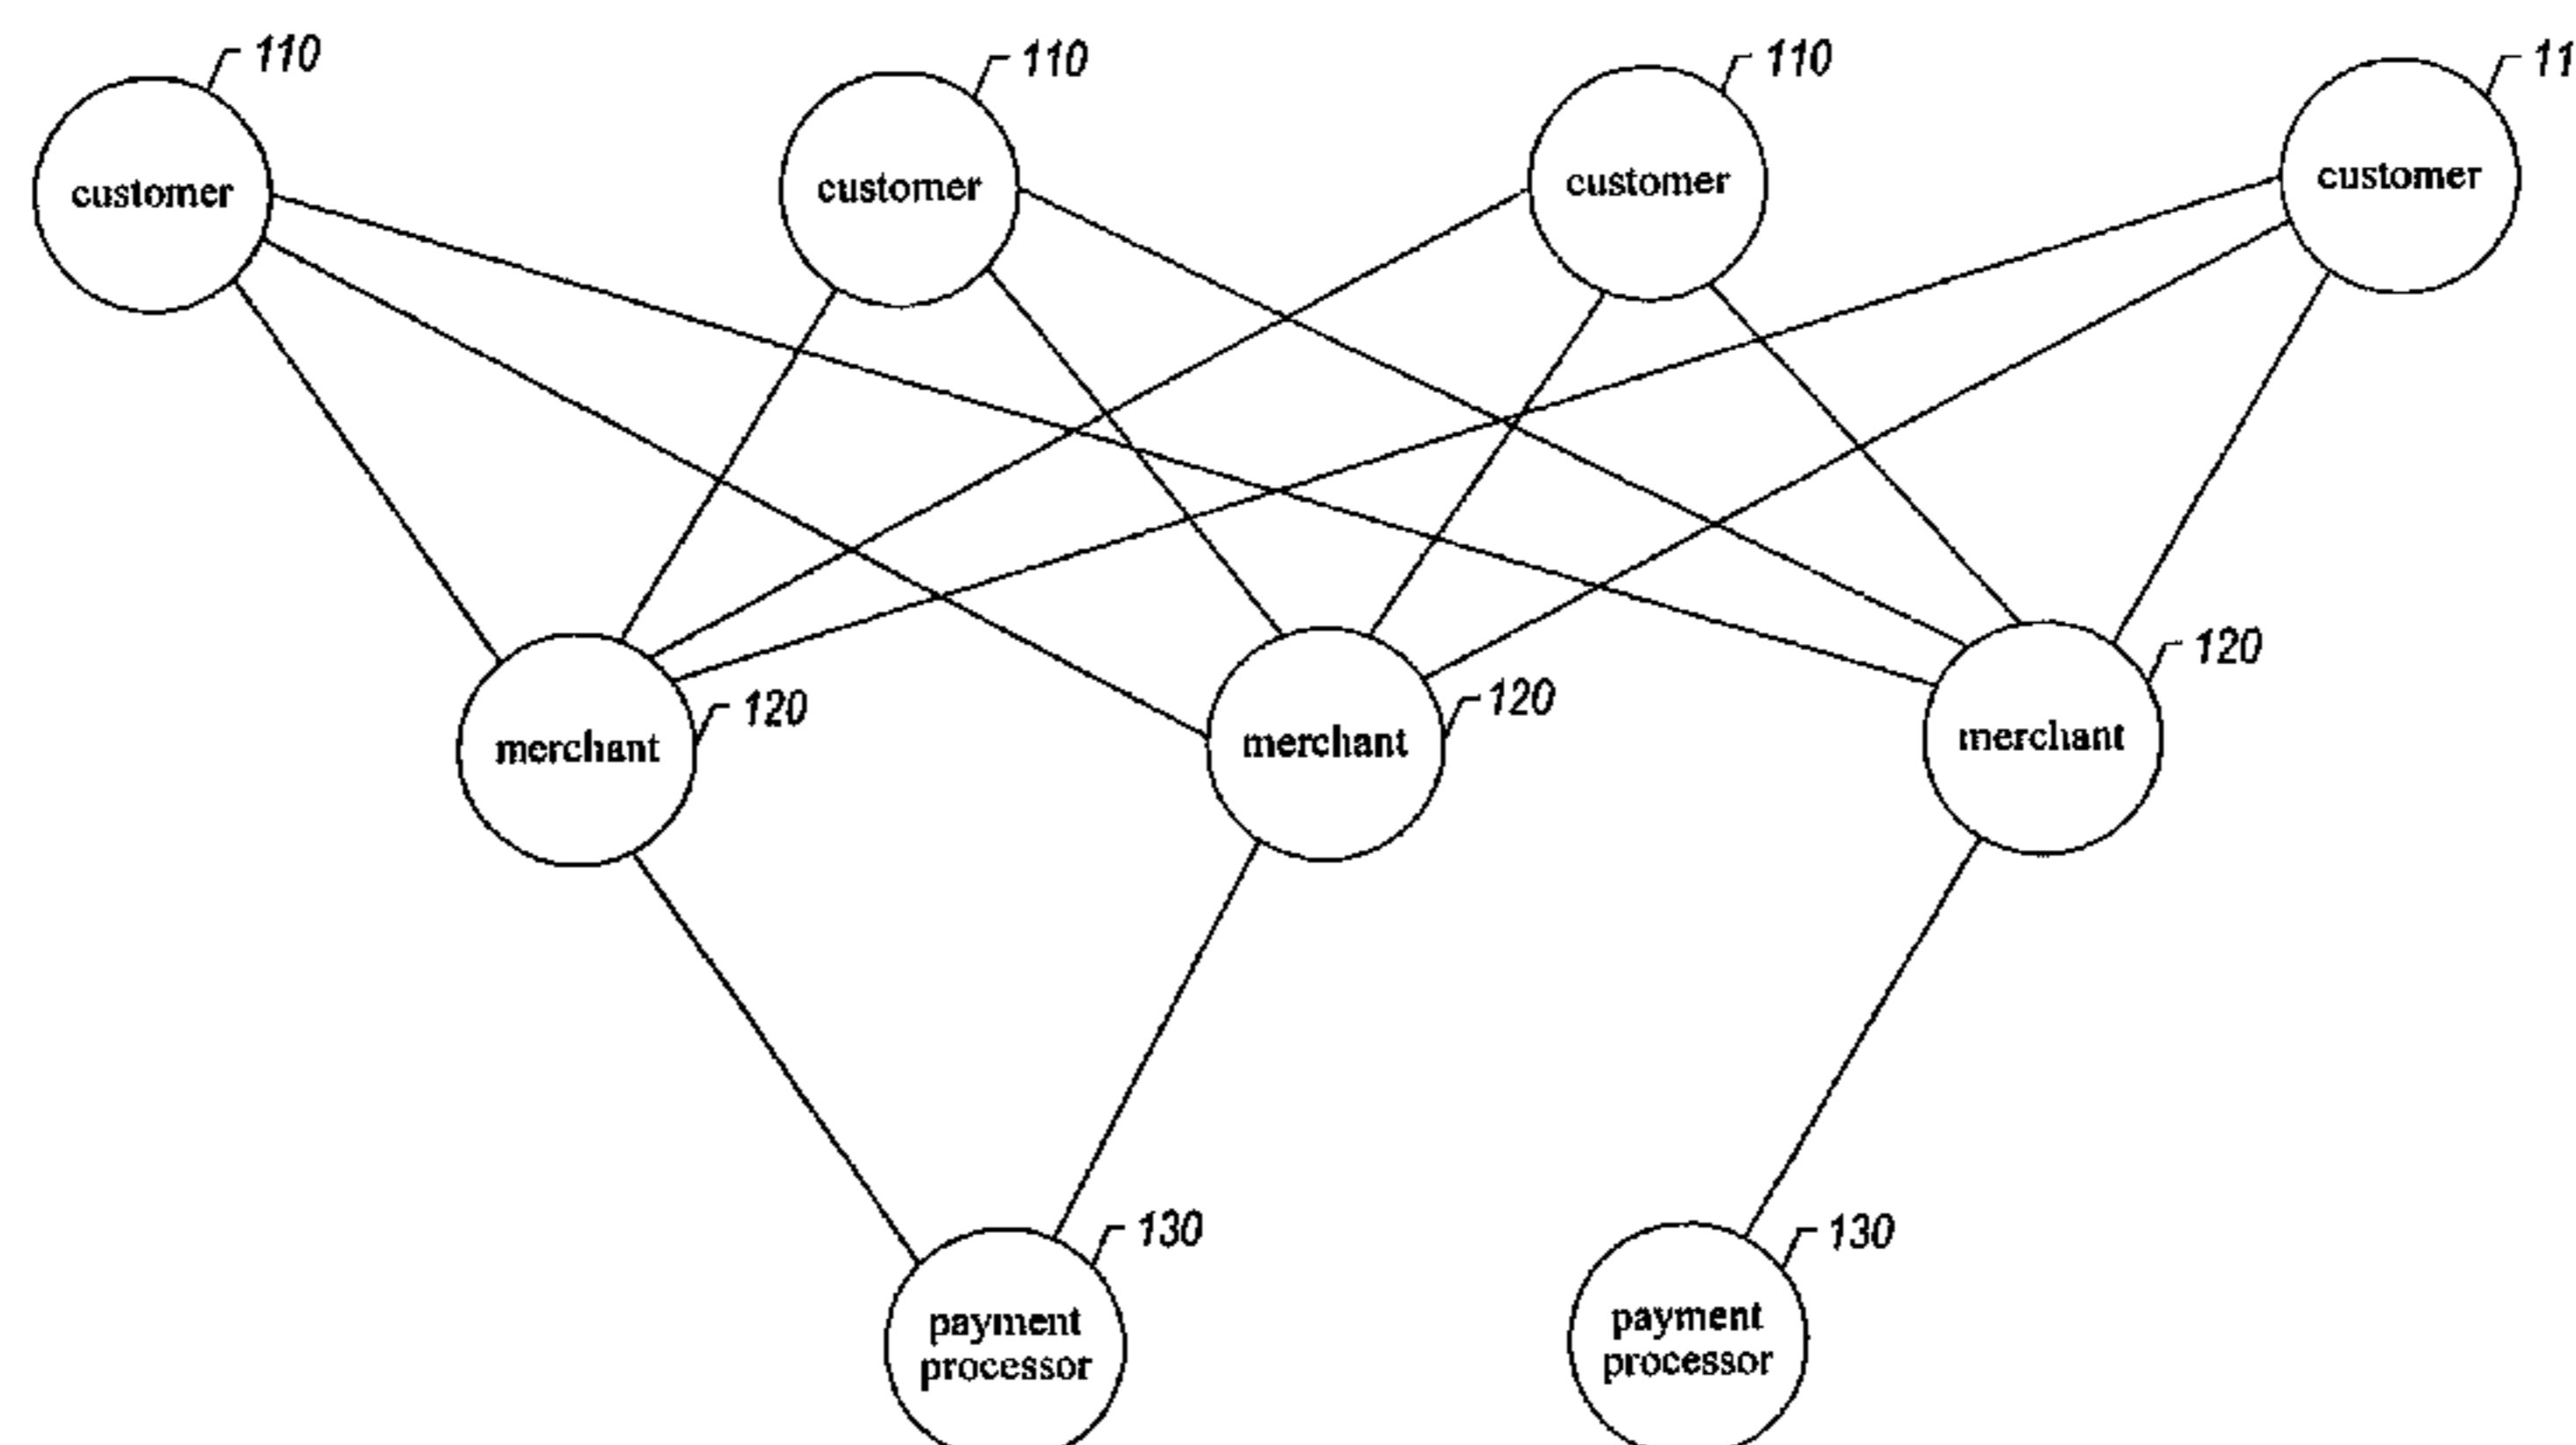 110
110
110
11
customer
customer
customer
customer
120
120
120
merchant
merchant
merchant
130
130
payment
processor
payment
processor